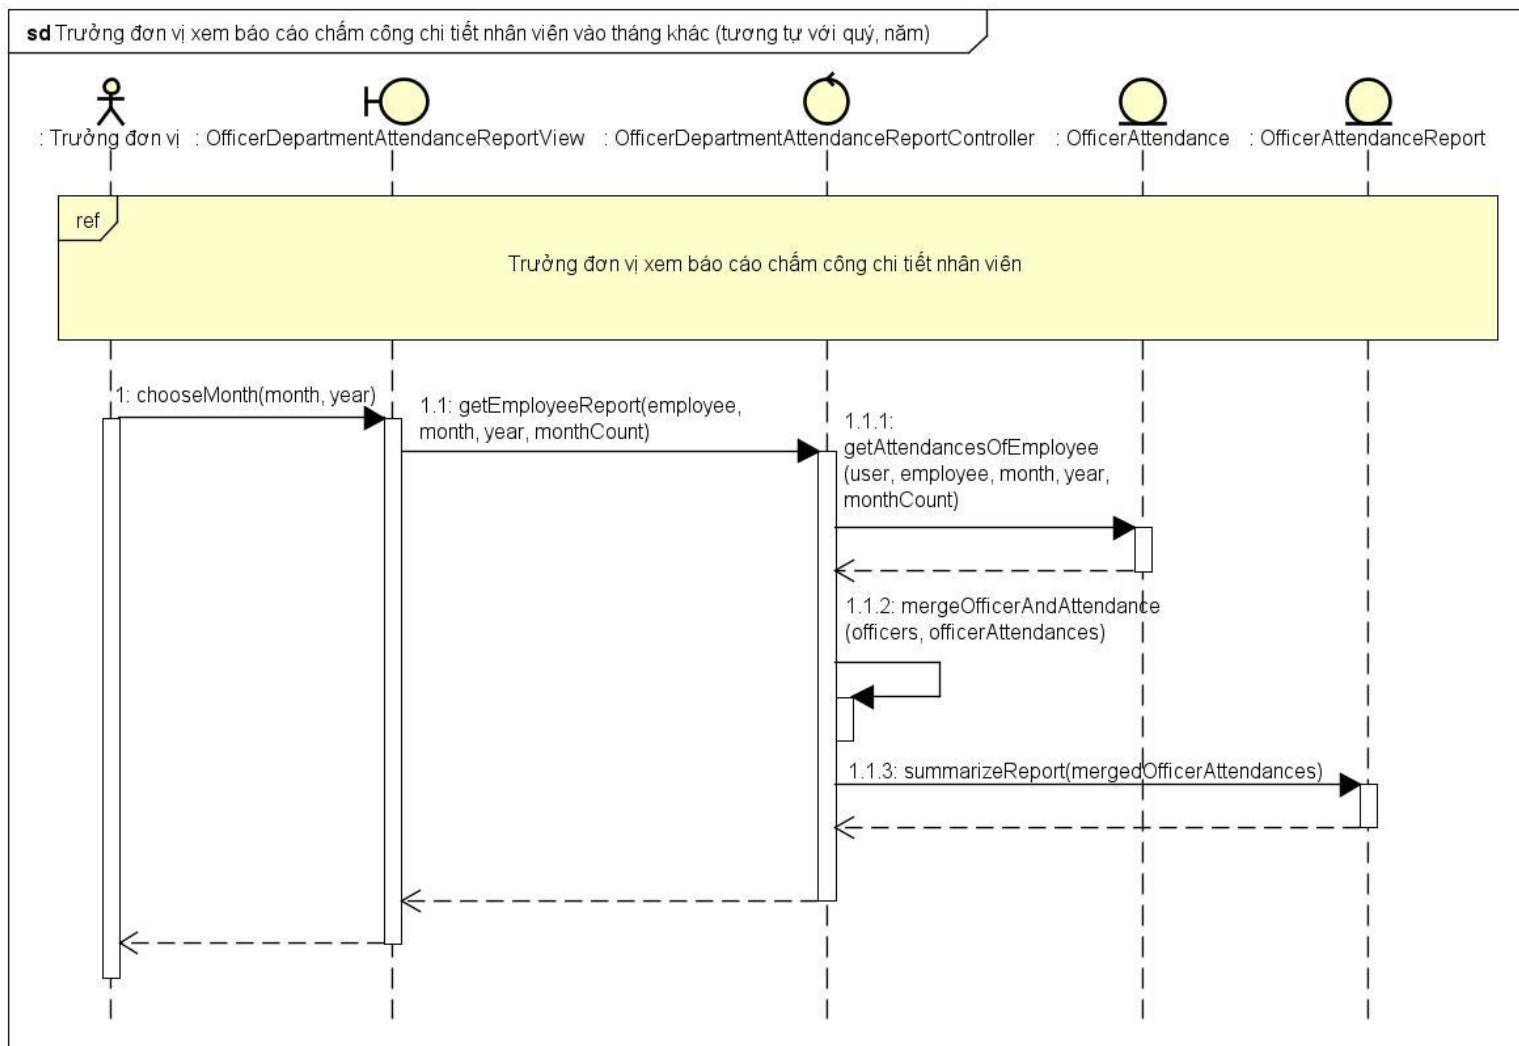 sd Trưởng đơn vị xem báo cáo chấm công chi tiết nhân viên vào tháng khác (tương tự với quý, năm)
: Trưởng đơn vị
: OfficerDepartmentAttendanceReportView
: OfficerDepartmentAttendanceReportController
: OfficerAttendance
: OfficerAttendanceReport
ref
Trưởng đơn vị xem báo cáo chấm công chi tiết nhân viên
1: chooseMonth(month, year)
1.1: getEmployeeReport(employee,
month, year, monthCount)
1.1.1:
getAttendancesOfEmployee
(user, employee, month, year,
monthCount)
1.1.2: mergeOfficerAndAttendance
(officers, officerAttendances)
1.1.3: summarizeReport(mergedOfficerAttendances)